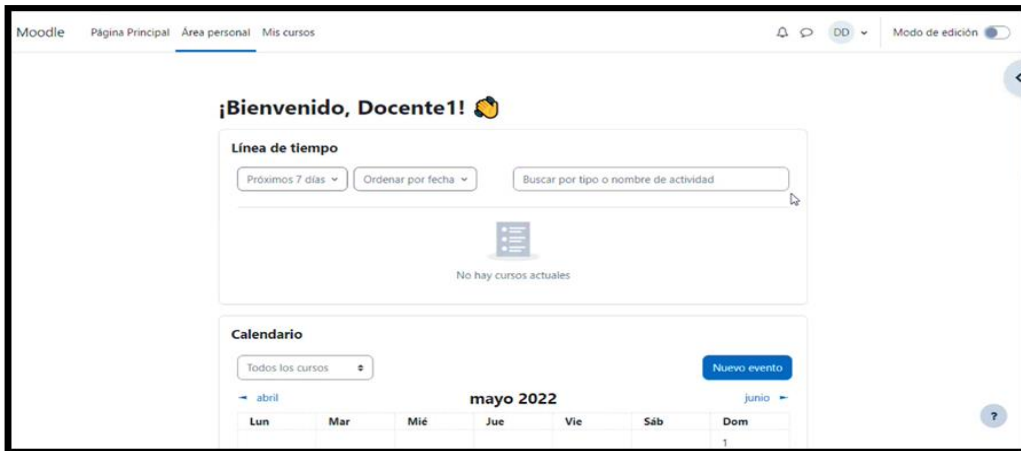 Moodle Página Principal Área personal Mis cursos DD Modo de edición
¡Bienvenido, Docente1! 👏
Línea de tiempo
Próximos 7 días Ordenar por fecha Buscar por tipo o nombre de actividad
No hay cursos actuales
Calendario
Todos los cursos Nuevo evento
◄ abril mayo 2022 junio ►
Lun Mar Mié Jue Vie Sáb Dom
1
?